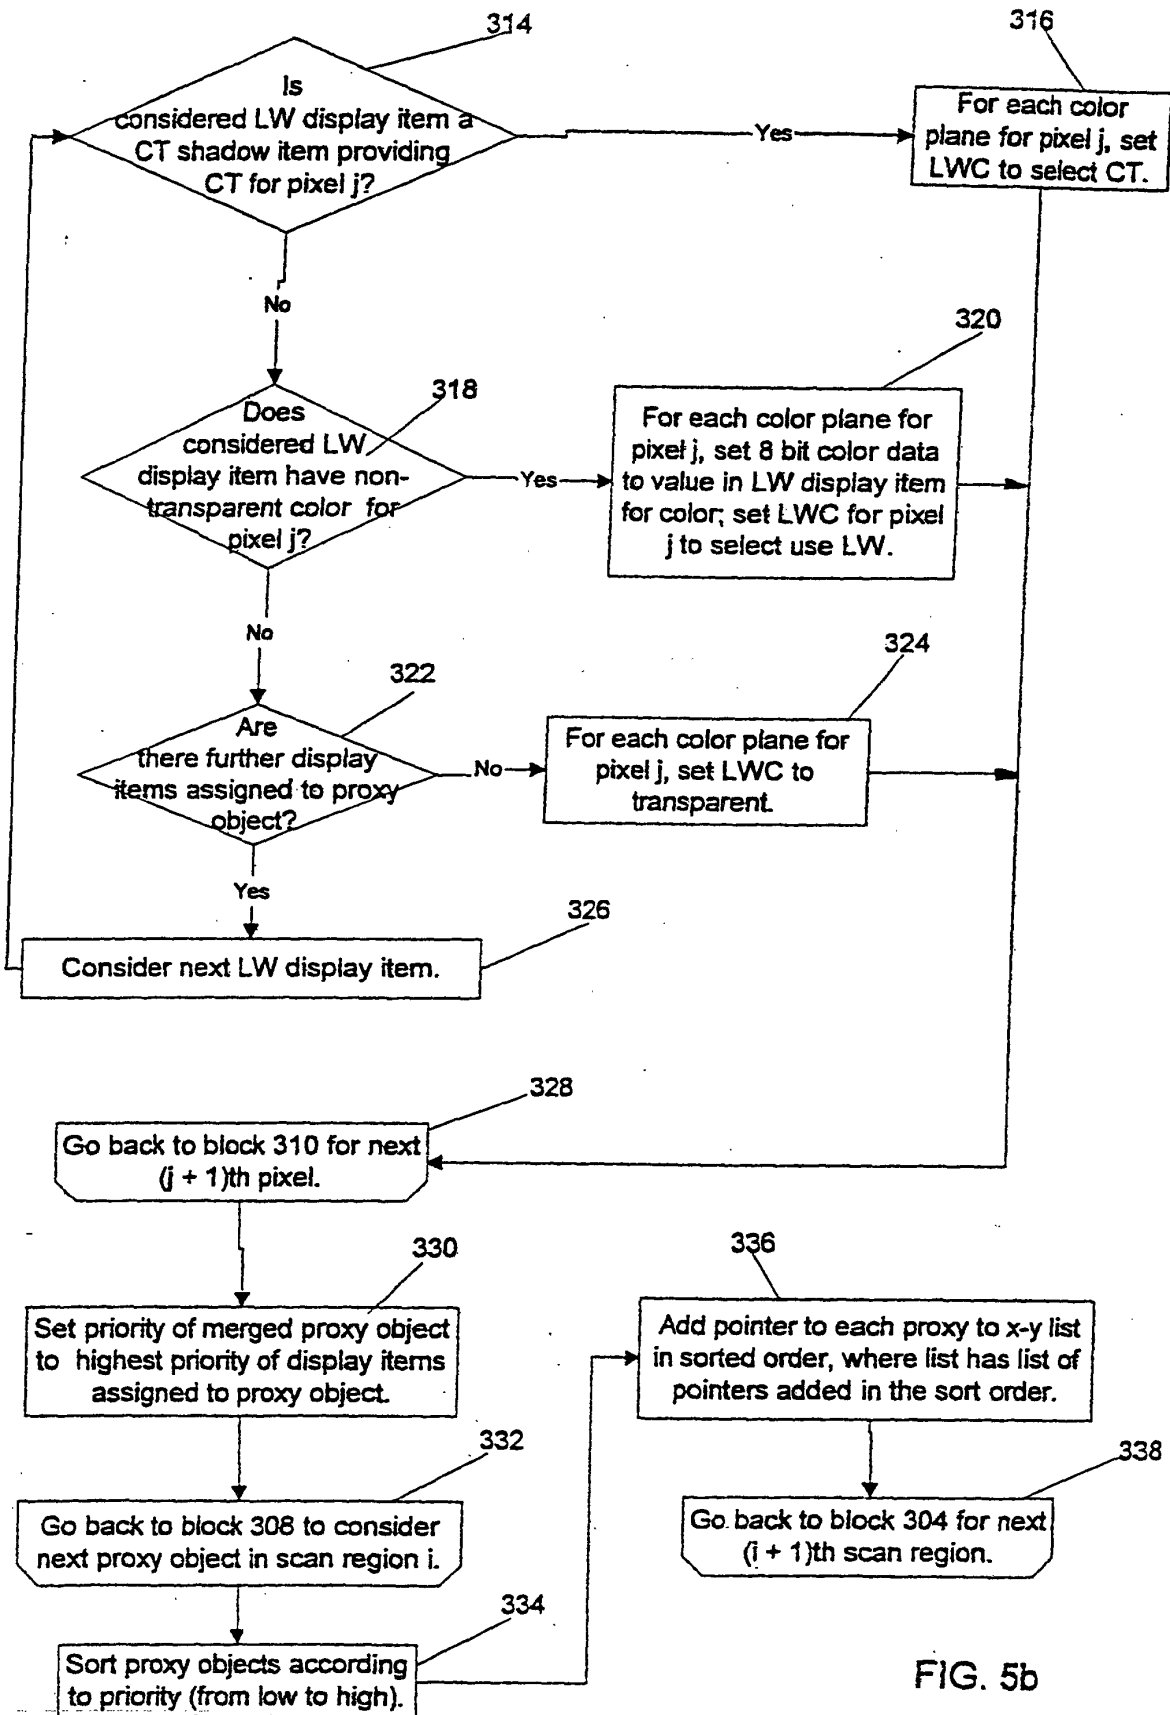 314
Is
considered LW display item a
CT shadow item providing
CT for pixel j?
Yes
316
For each color
plane for pixel j, set
LWC to select CT.
No
318
Does
considered LW
display item have non-
transparent color for
pixel j?
Yes
320
For each color plane for
pixel j, set 8 bit color data
to value in LW display item
for color; set LWC for pixel
j to select use LW.
No
322
Are
there further display
items assigned to proxy
object?
No
324
For each color plane for
pixel j, set LWC to
transparent.
Yes
326
Consider next LW display item.
328
Go back to block 310 for next
(j + 1)th pixel.
330
Set priority of merged proxy object
to highest priority of display items
assigned to proxy object.
332
Go back to block 308 to consider
next proxy object in scan region i.
334
Sort proxy objects according
to priority (from low to high).
336
Add pointer to each proxy to x-y list
in sorted order, where list has list of
pointers added in the sort order.
338
Go back to block 304 for next
(i + 1)th scan region.
FIG. 5b